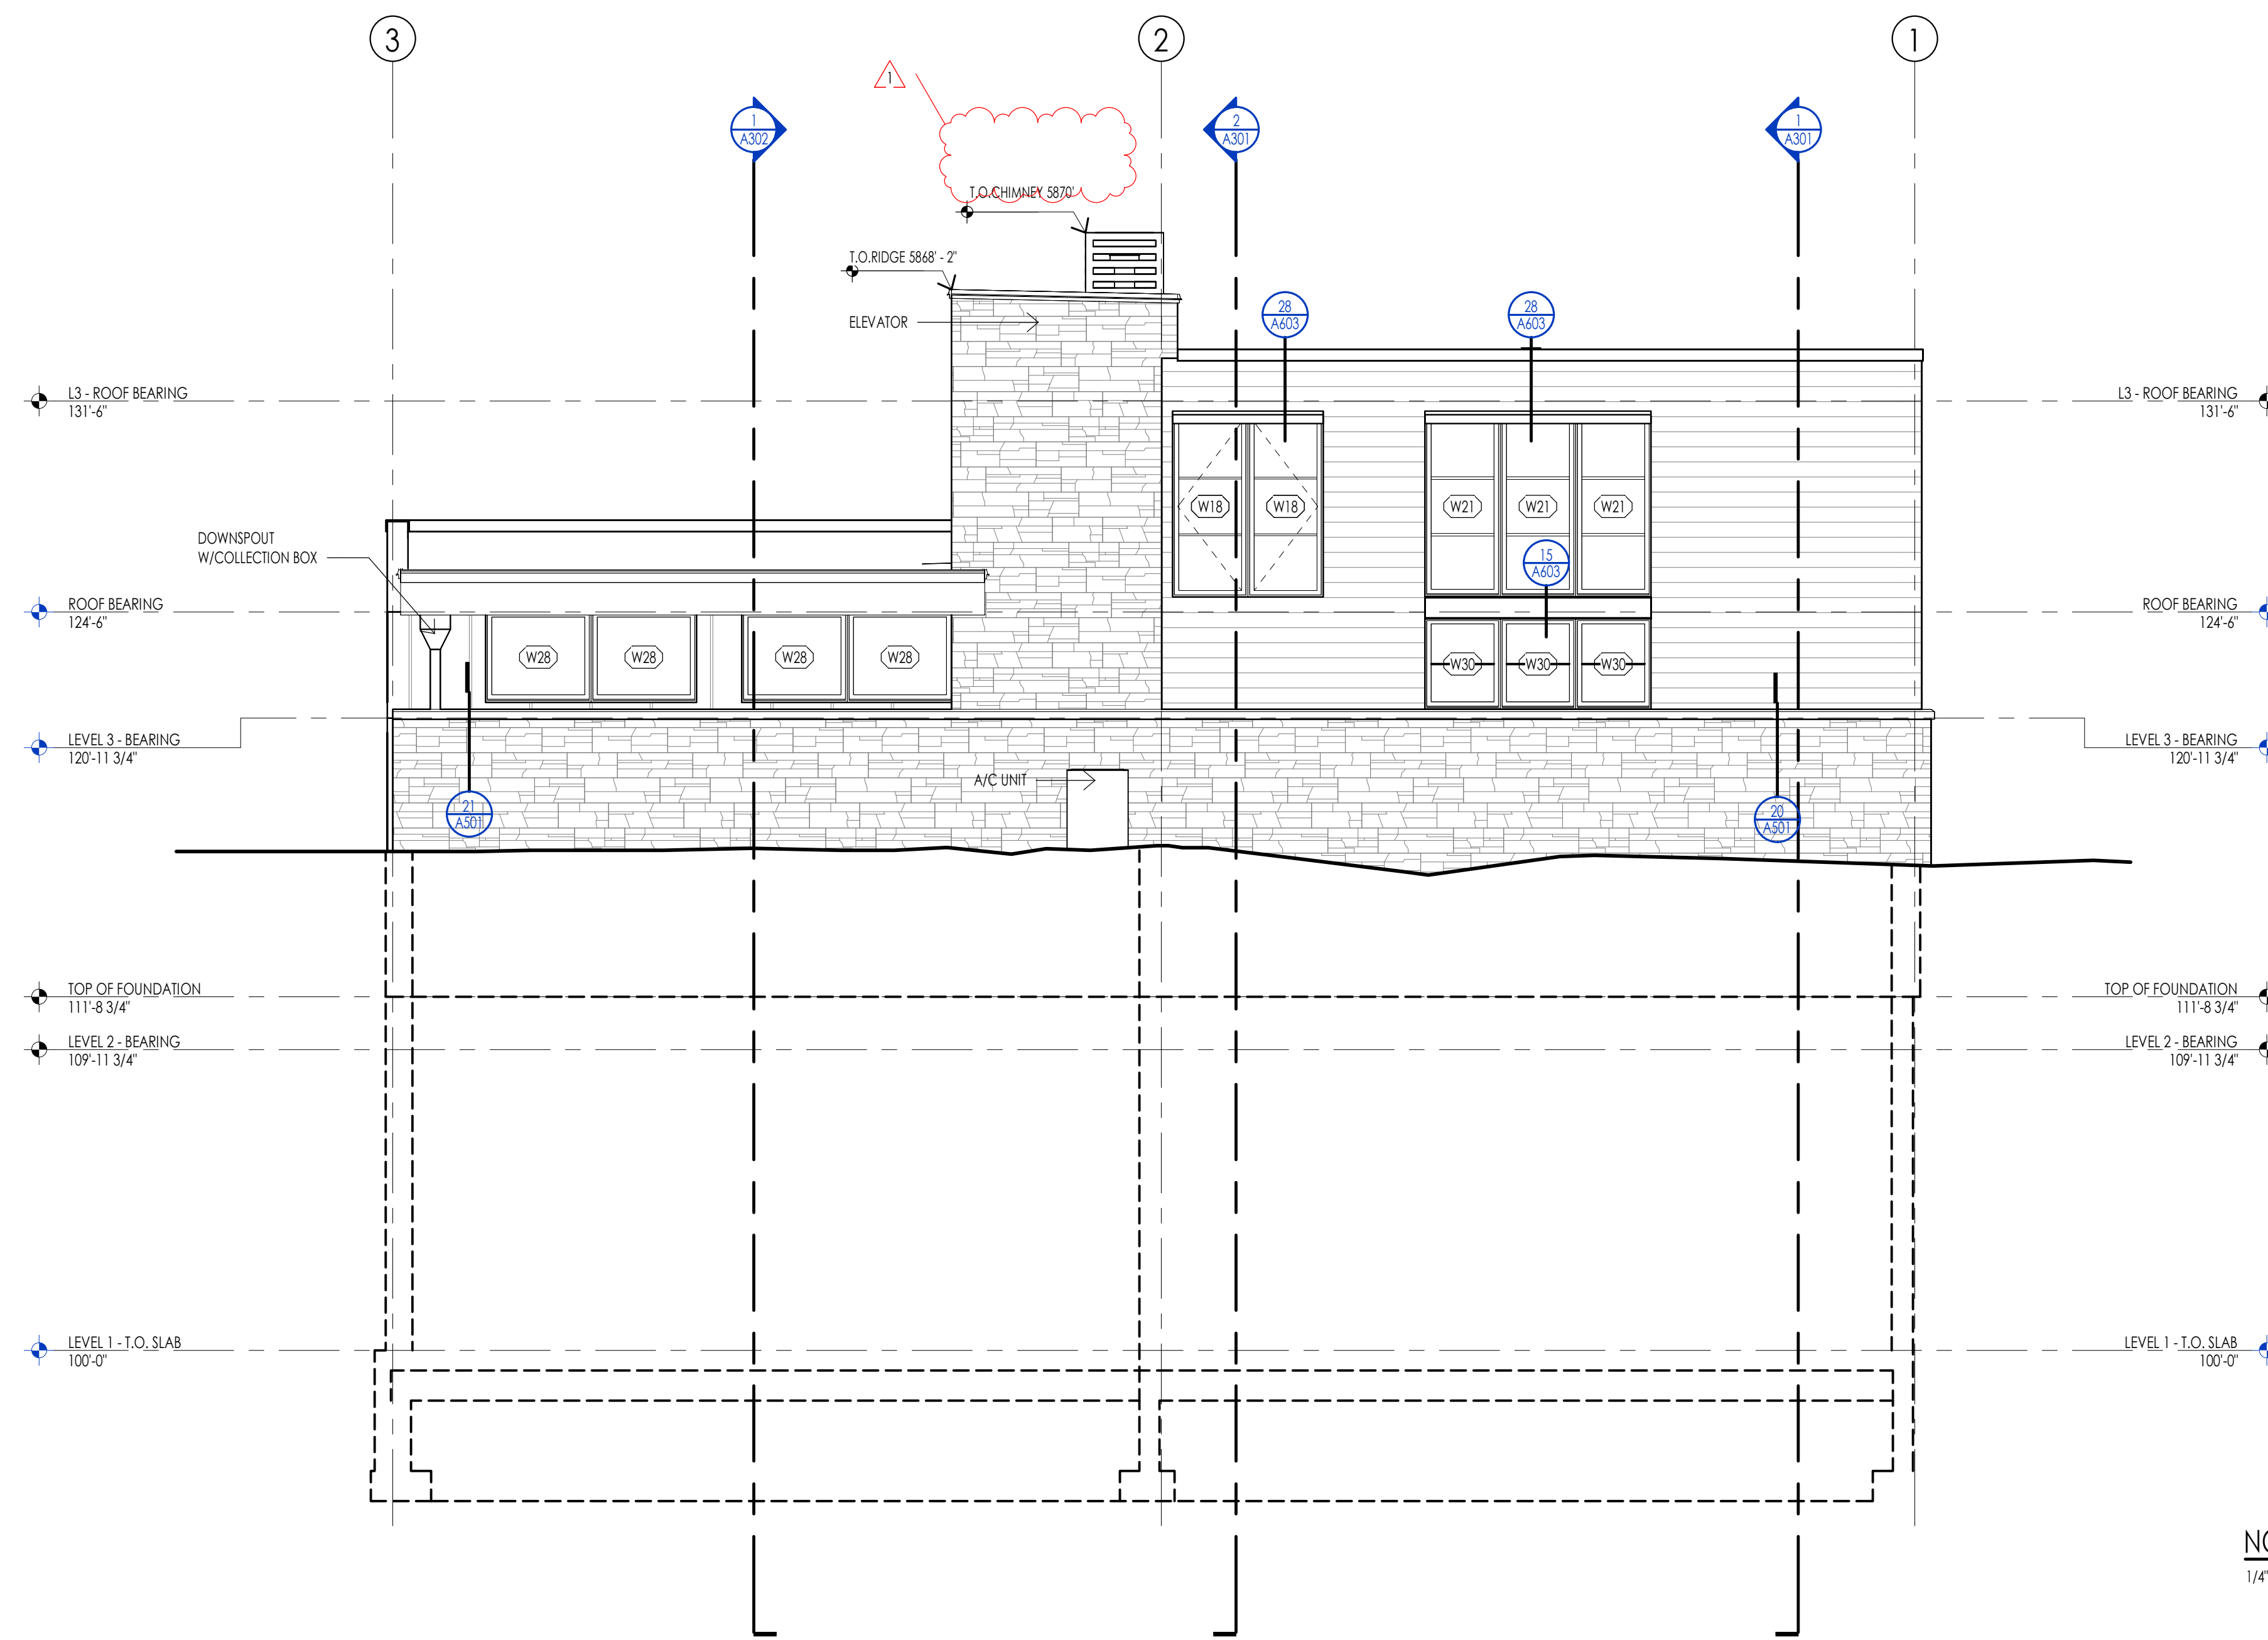 3
2
1
1
1
A302
2
A301
1
A301
T.O.CHIMNEY 5870'
T.O.RIDGE 5868' - 2"
ELEVATOR
28
A603
28
A603
L3 - ROOF BEARING
131'-6"
L3 - ROOF BEARING
131'-6"
W18
W18
W21
W21
W21
DOWNSPOUT
W/COLLECTION BOX
15
A603
ROOF BEARING
124'-6"
ROOF BEARING
124'-6"
W28
W28
W28
W28
W30
W30
W30
LEVEL 3 - BEARING
120'-11 3/4"
LEVEL 3 - BEARING
120'-11 3/4"
A/C UNIT
21
A501
20
A501
TOP OF FOUNDATION
111'-8 3/4"
TOP OF FOUNDATION
111'-8 3/4"
LEVEL 2 - BEARING
109'-11 3/4"
LEVEL 2 - BEARING
109'-11 3/4"
LEVEL 1 - T.O. SLAB
100'-0"
LEVEL 1 - T.O. SLAB
100'-0"
1/4"